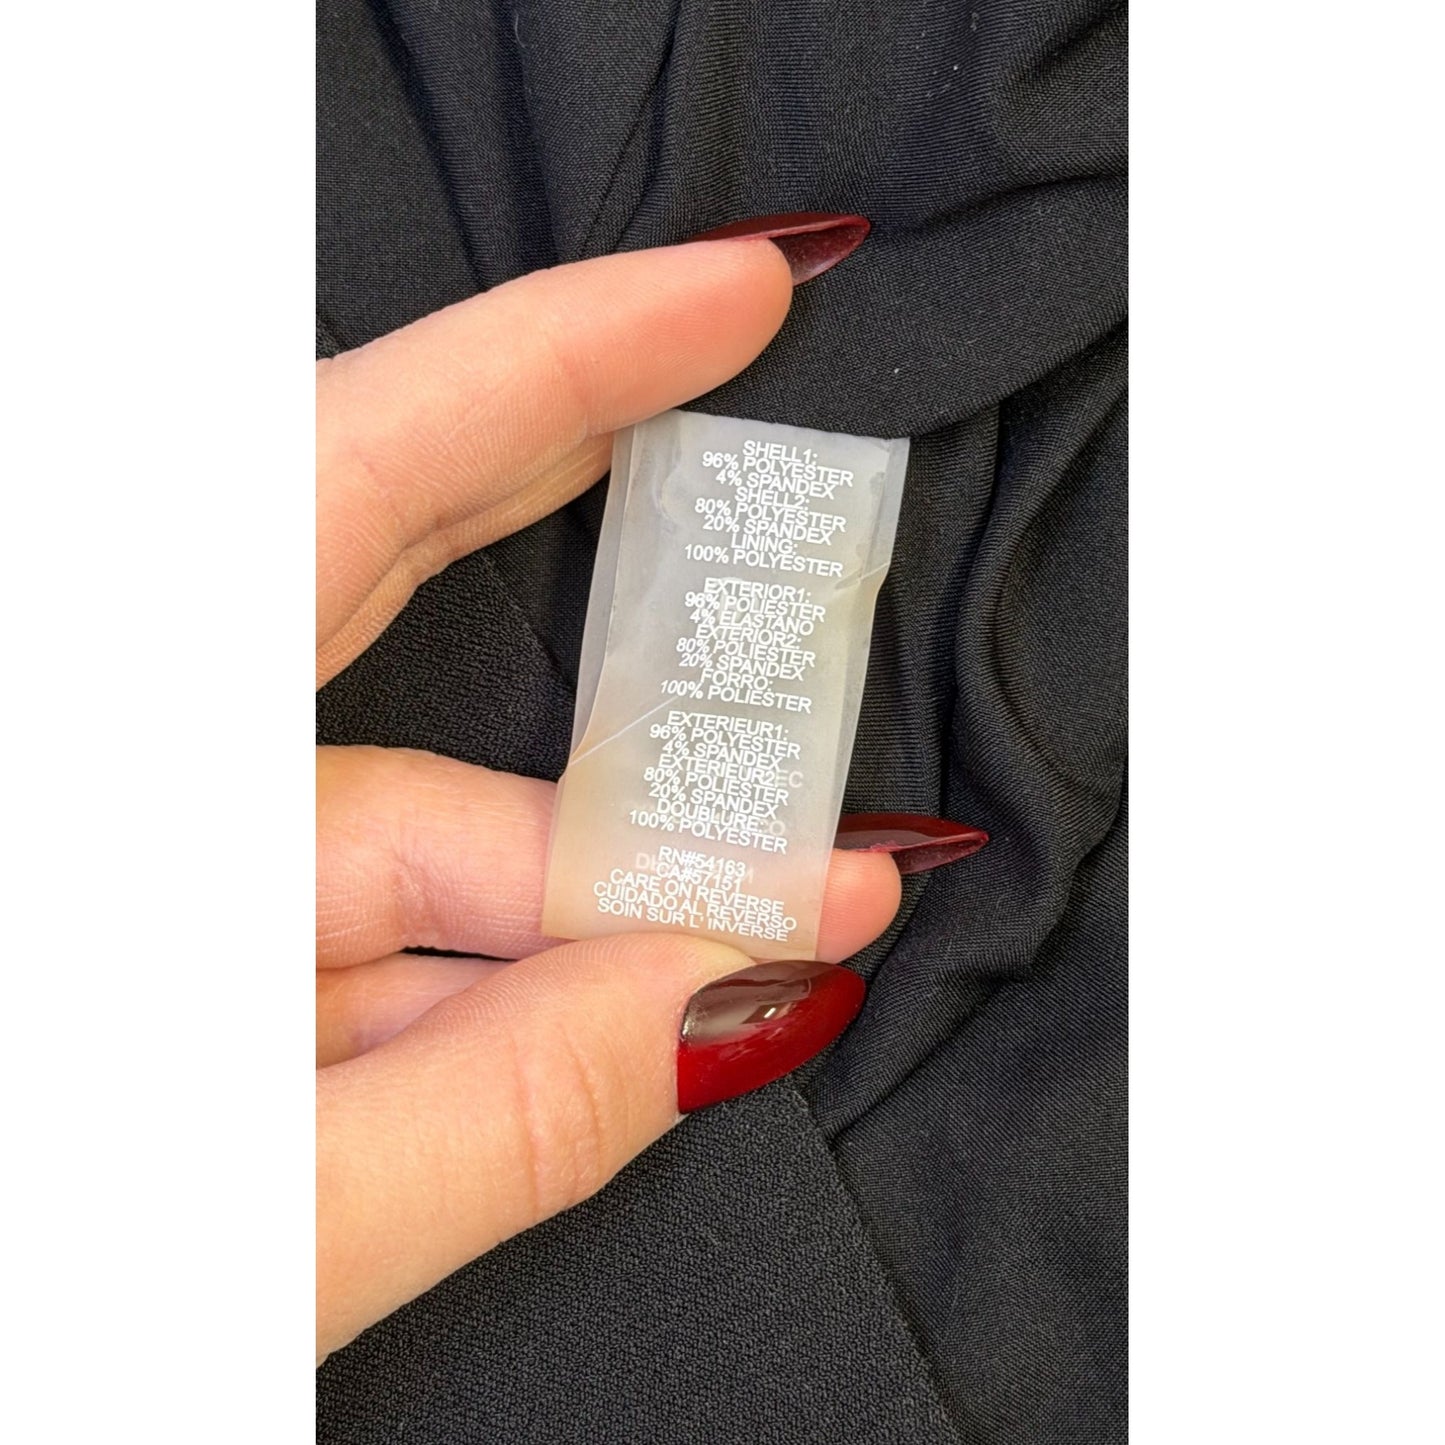 SHELL1:
96% POLYESTER
4% SPANDEX
SHELL2:
80% POLYESTER
20% SPANDEX
LINING:
100% POLYESTER
EXTERIOR1:
96% POLIESTER
4% ELASTANO
EXTERIOR2:
80% POLIESTER
20% SPANDEX
FORRO:
100% POLIESTER
EXTERIEUR1:
96% POLYESTER
4% SPANDEX
EXTERIEUR2
80% POLIESTER
20% SPANDEX
DOUBLURE:
100% POLYESTER
RN#54163
CA#57151
CARE ON REVERSE
CUIDADO AL REVERSO
SOIN SUR L' INVERSE